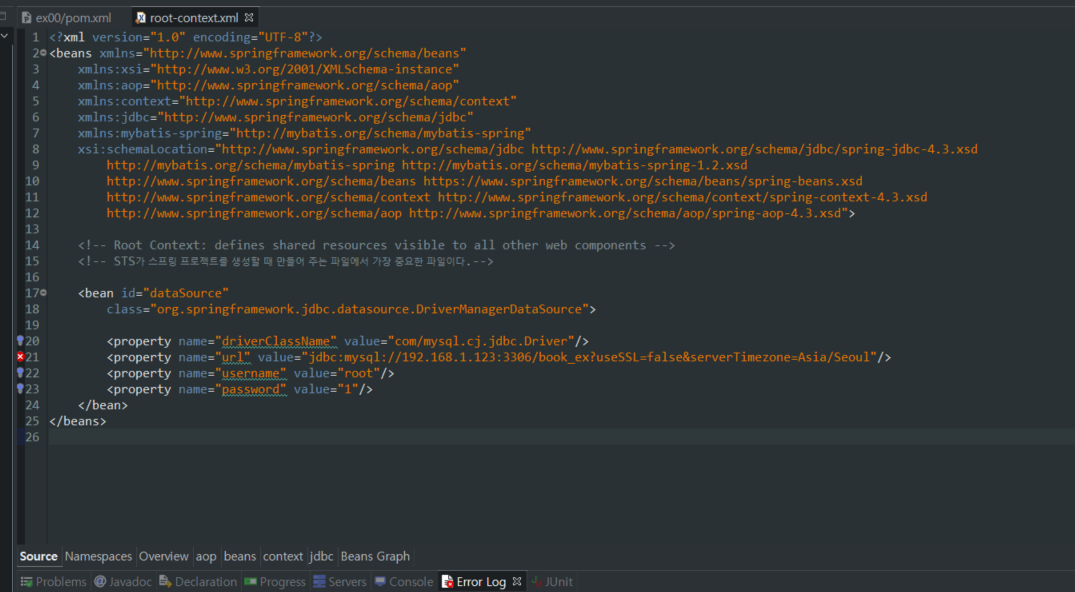 ex00/pom.xml
root-context.xml
1 <?xml version="1.0" encoding="UTF-8"?>
2 <beans xmlns="http://www.springframework.org/schema/beans"
3 xmlns:xsi="http://www.w3.org/2001/XMLSchema-instance"
4 xmlns:aop="http://www.springframework.org/schema/aop"
5 xmlns:context="http://www.springframework.org/schema/context"
6 xmlns:jdbc="http://www.springframework.org/schema/jdbc"
7 xmlns:mybatis-spring="http://mybatis.org/schema/mybatis-spring"
8 xsi:schemaLocation="http://www.springframework.org/schema/jdbc http://www.springframework.org/schema/jdbc/spring-jdbc-4.3.xsd
9 http://mybatis.org/schema/mybatis-spring http://mybatis.org/schema/mybatis-spring-1.2.xsd
10 http://www.springframework.org/schema/beans https://www.springframework.org/schema/beans/spring-beans.xsd
11 http://www.springframework.org/schema/context http://www.springframework.org/schema/context/spring-context-4.3.xsd
12 http://www.springframework.org/schema/aop http://www.springframework.org/schema/aop/spring-aop-4.3.xsd">
13
14 <!-- Root Context: defines shared resources visible to all other web components -->
15 <!-- STS가 스프링 프로젝트를 생성할 때 만들어 주는 파일에서 가장 중요한 파일이다.-->
16
17 <bean id="dataSource"
18 class="org.springframework.jdbc.datasource.DriverManagerDataSource">
19
20 <property name="driverClassName" value="com/mysql.cj.jdbc.Driver"/>
21 <property name="url" value="jdbc:mysql://192.168.1.123:3306/book_ex?useSSL=false&serverTimezone=Asia/Seoul"/>
22 <property name="username" value="root"/>
23 <property name="password" value="1"/>
24 </bean>
25 </beans>
26
Source Namespaces Overview aop beans context jdbc Beans Graph
Problems Javadoc Declaration Progress Servers Console Error Log JUnit